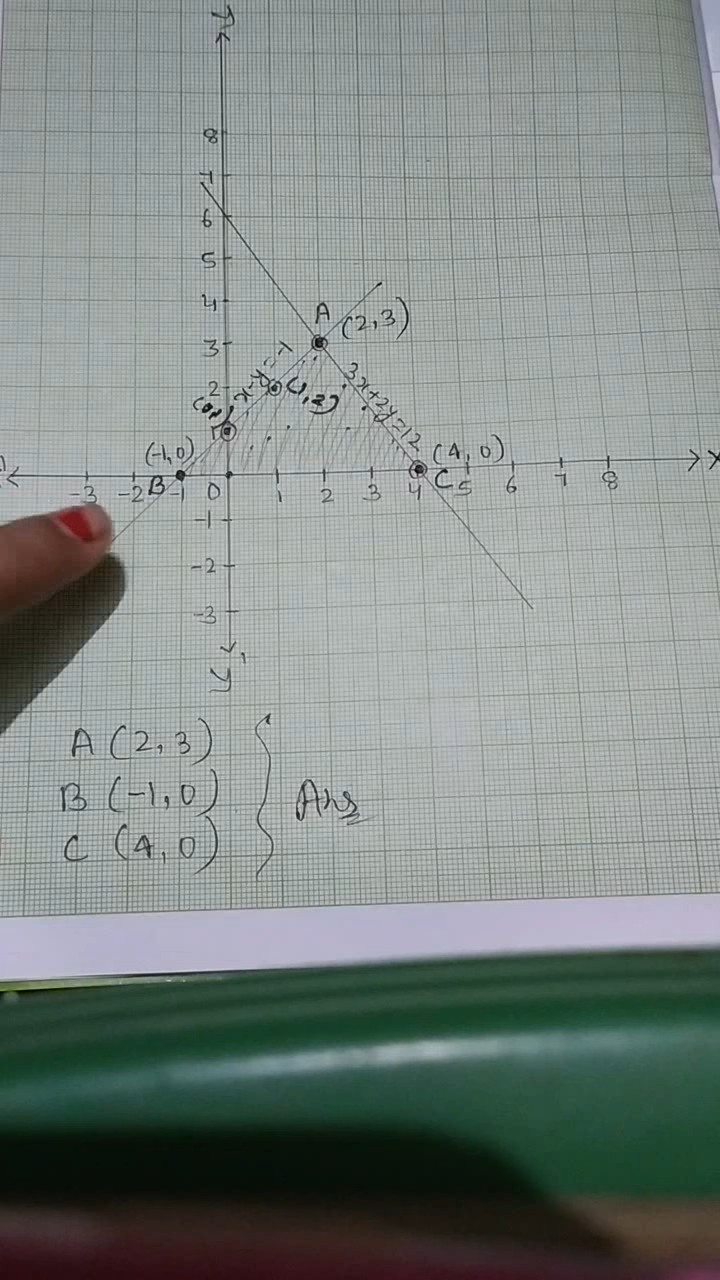 y
8
7
6
5
4
A
(2,3)
3
x-y=-1
3x+2y=12
2
(1,2)
1
(-1,0)
(4,0)
X
-3 -2 B -1 0 1 2 3 4 C 5 6 7 8
-1
-2
-3
y'
A (2,3)
B (-1,0)
C (4,0)
Ans